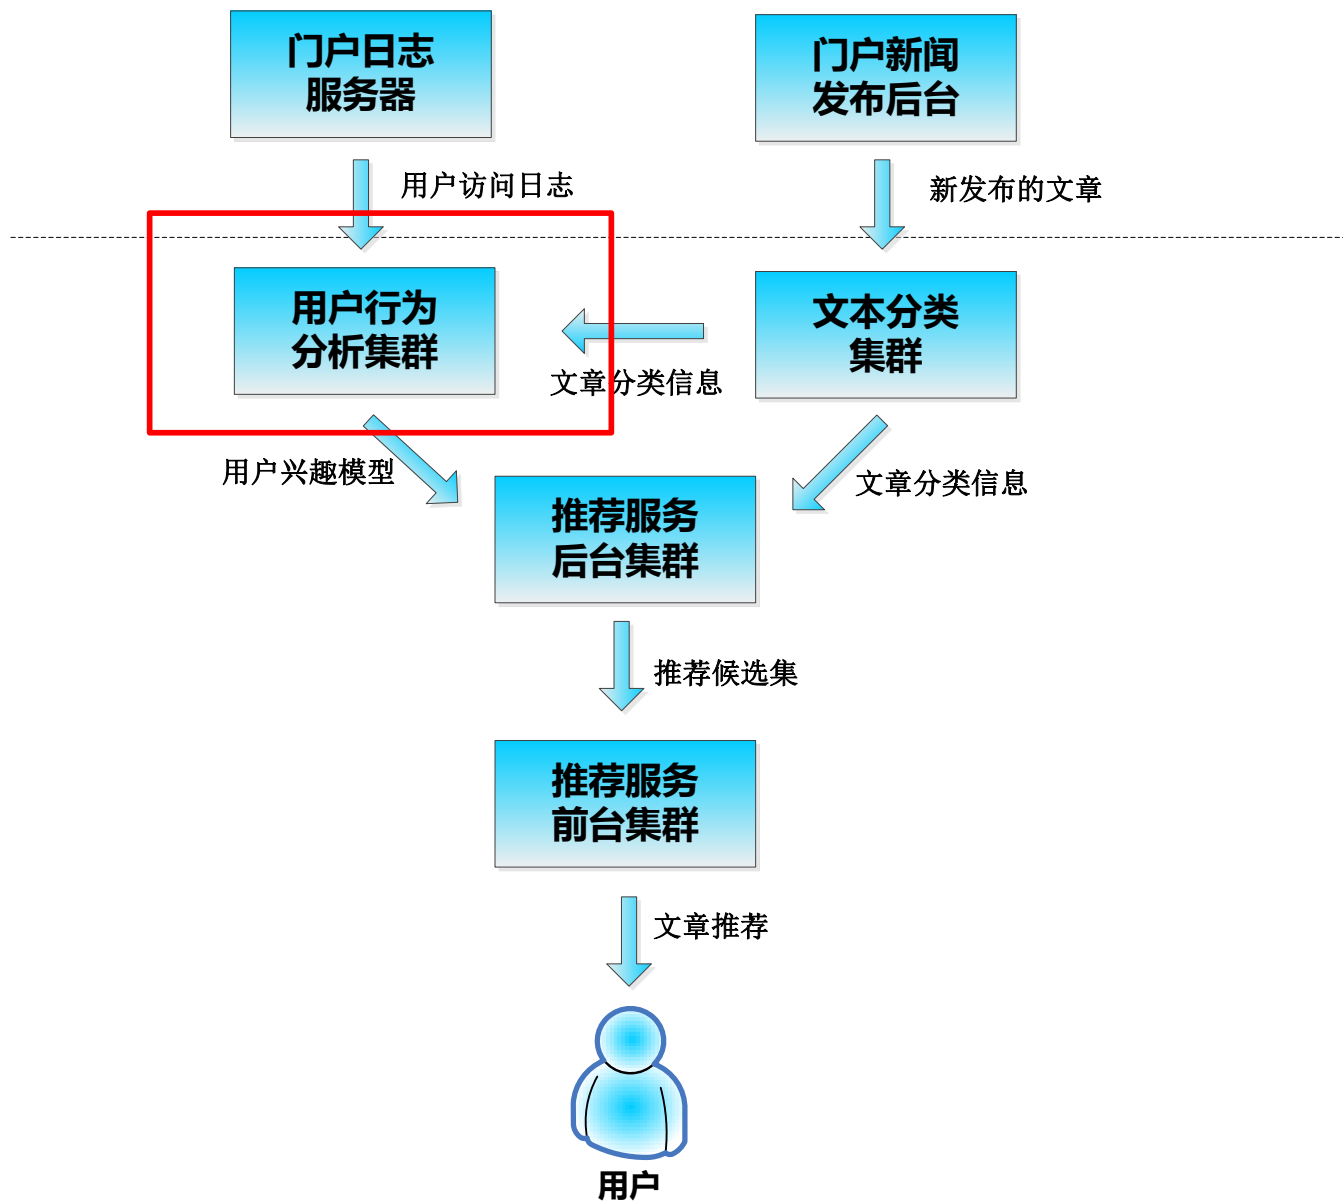 门户日志
服务器
门户新闻
发布后台
用户访问日志
新发布的文章
用户行为
分析集群
文本分类
集群
文章分类信息
用户兴趣模型
文章分类信息
推荐服务
后台集群
推荐候选集
推荐服务
前台集群
文章推荐
用户